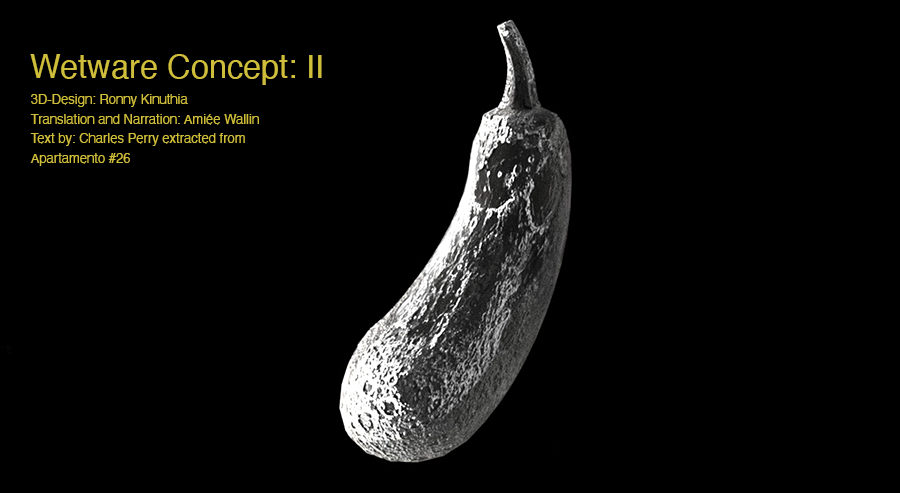 Wetware Concept: II
3D-Design: Ronny Kinuthia
Translation and Narration: Amiée Wallin
Text by: Charles Perry extracted from
Apartamento #26